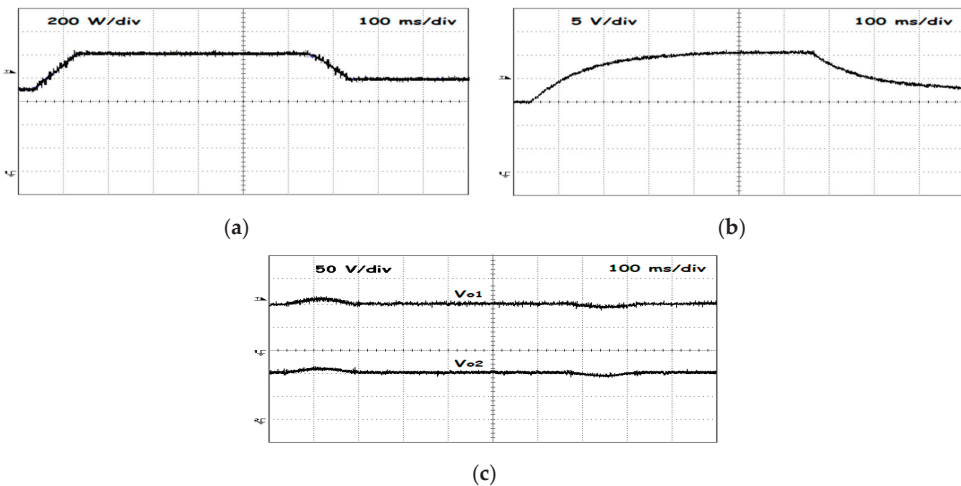 200 W/div 100 ms/div
5 V/div 100 ms/div
(a) (b)
50 V/div 100 ms/div
Vo1
Vo2
(c)